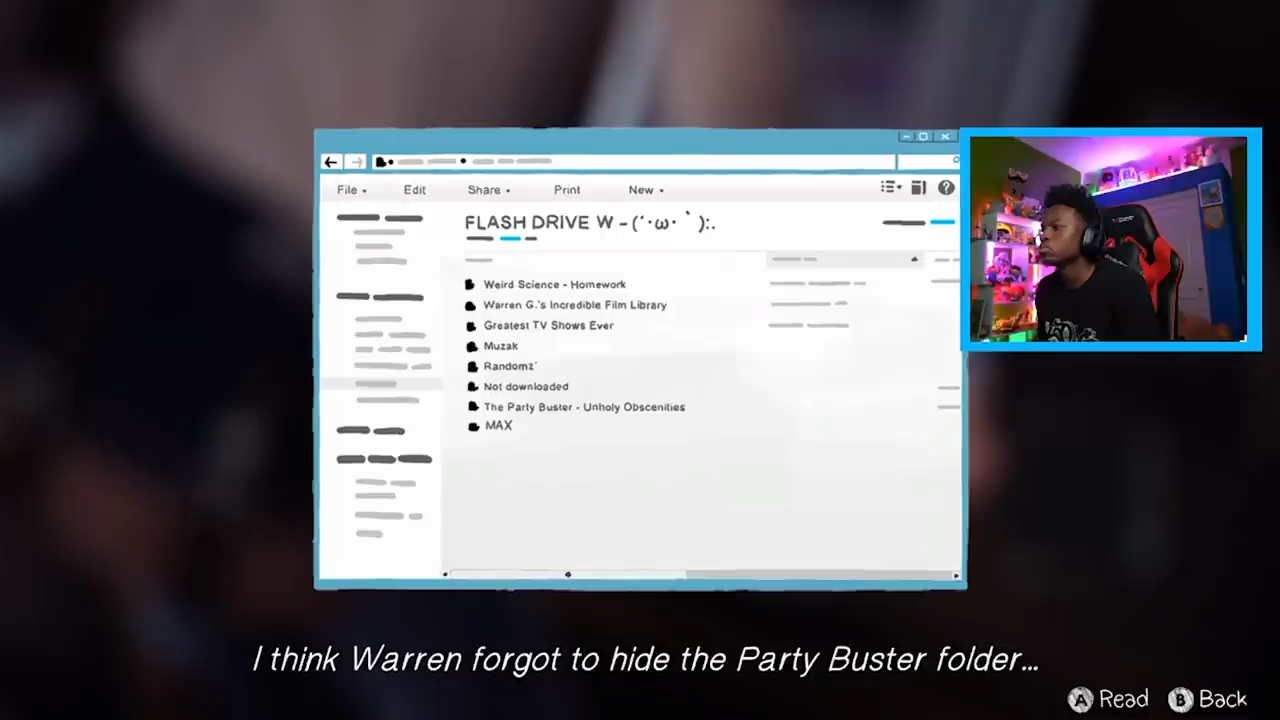 File
Edit
Share
Print
New
FLASH DRIVE W -(´･ω･`):.
Weird Science - Homework
Warren G.'s Incredible Film Library
Greatest TV Shows Ever
Muzak
Randomz'
Not downloaded
The Party Buster - Unholy Obscenities
MAX
I think Warren forgot to hide the Party Buster folder...
A Read B Back